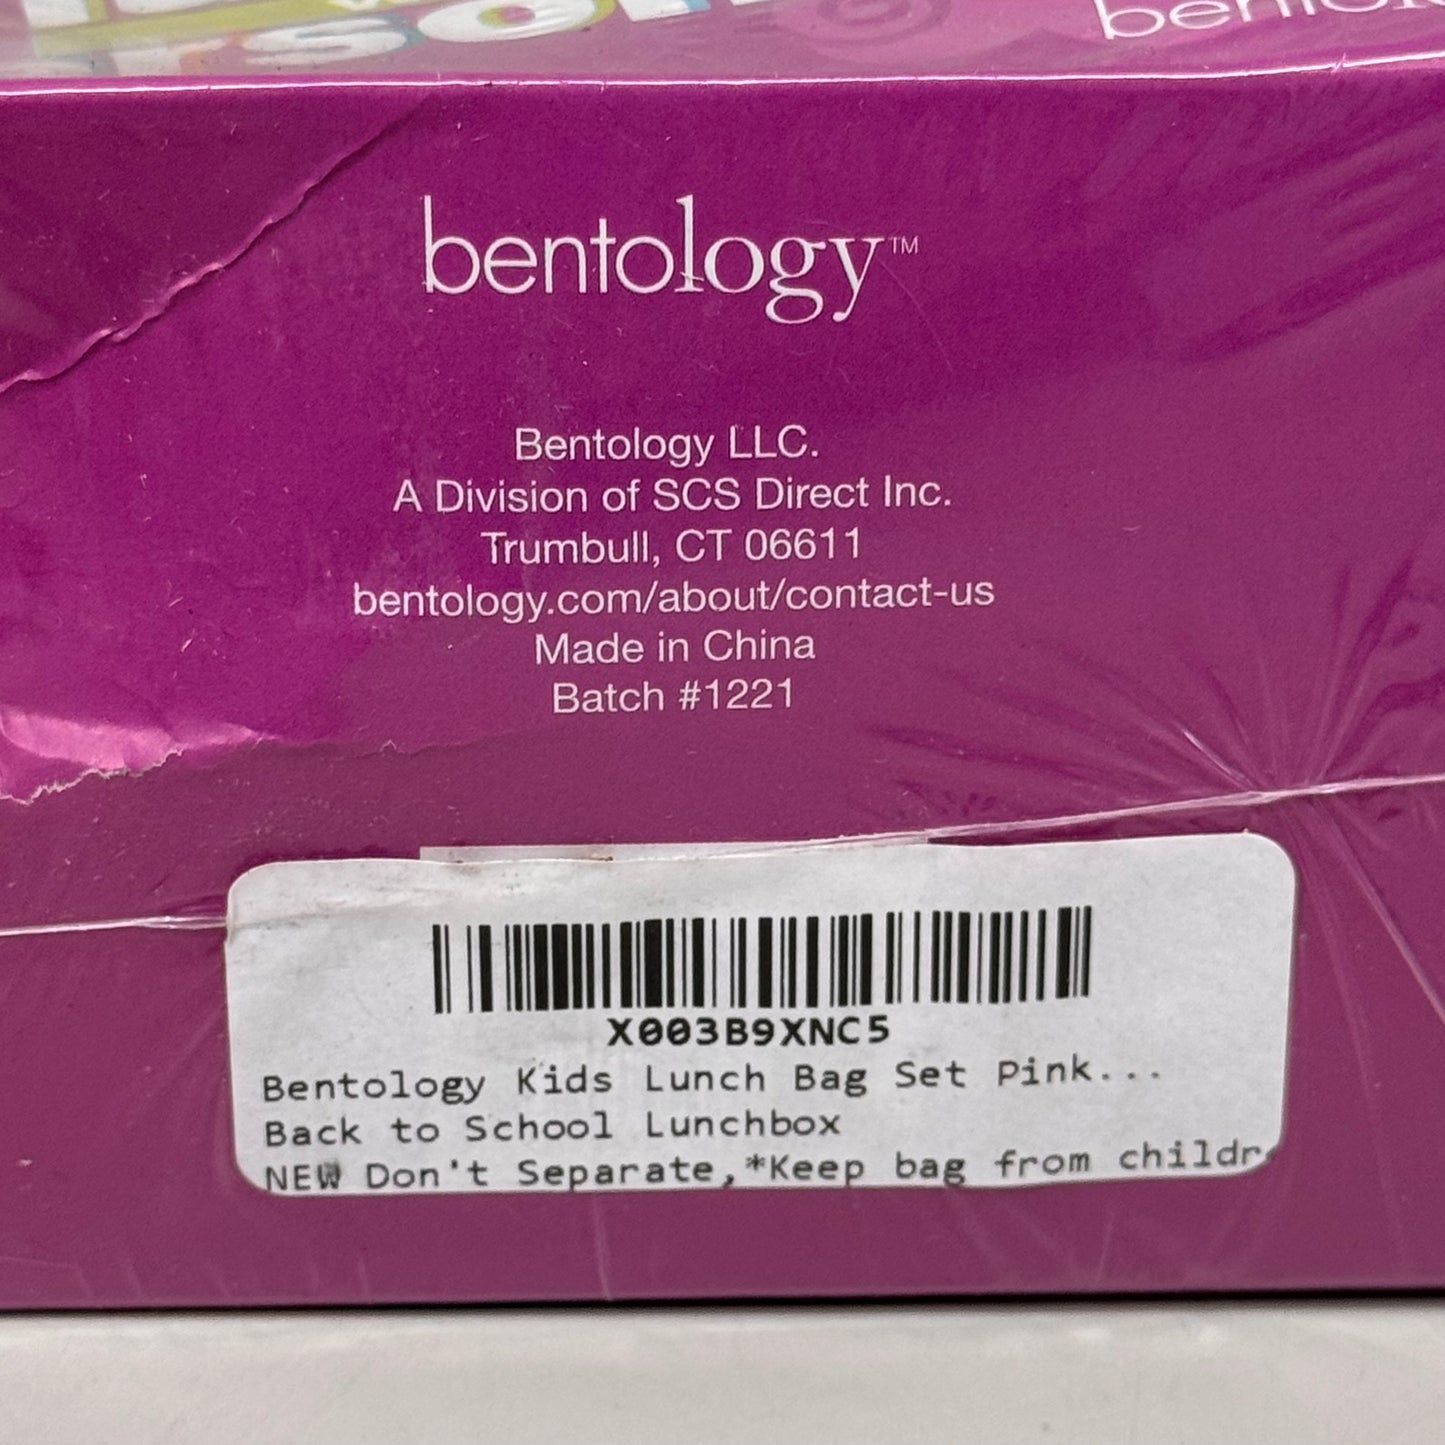 bentology™
Bentology LLC.
A Division of SCS Direct Inc.
Trumbull, CT 06611
bentology.com/about/contact-us
Made in China
Batch #1221
X003B9XNC5
Bentology Kids Lunch Bag Set Pink...
Back to School Lunchbox
NEW Don't Separate,*Keep bag from childr